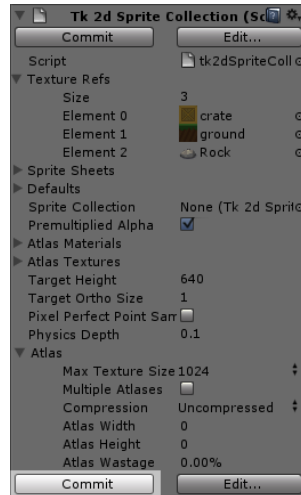 Tk 2d Sprite Collection (Sc
Commit Edit...
Script tk2dSpriteColl
Texture Refs
Size 3
Element 0 crate
Element 1 ground
Element 2 Rock
Sprite Sheets
Defaults
Sprite Collection None (Tk 2d Sprit
Premultiplied Alpha
Atlas Materials
Atlas Textures
Target Height 640
Target Ortho Size 1
Pixel Perfect Point Sam
Physics Depth 0.1
Atlas
Max Texture Size 1024
Multiple Atlases
Compression Uncompressed
Atlas Width 0
Atlas Height 0
Atlas Wastage 0.00%
Commit Edit...